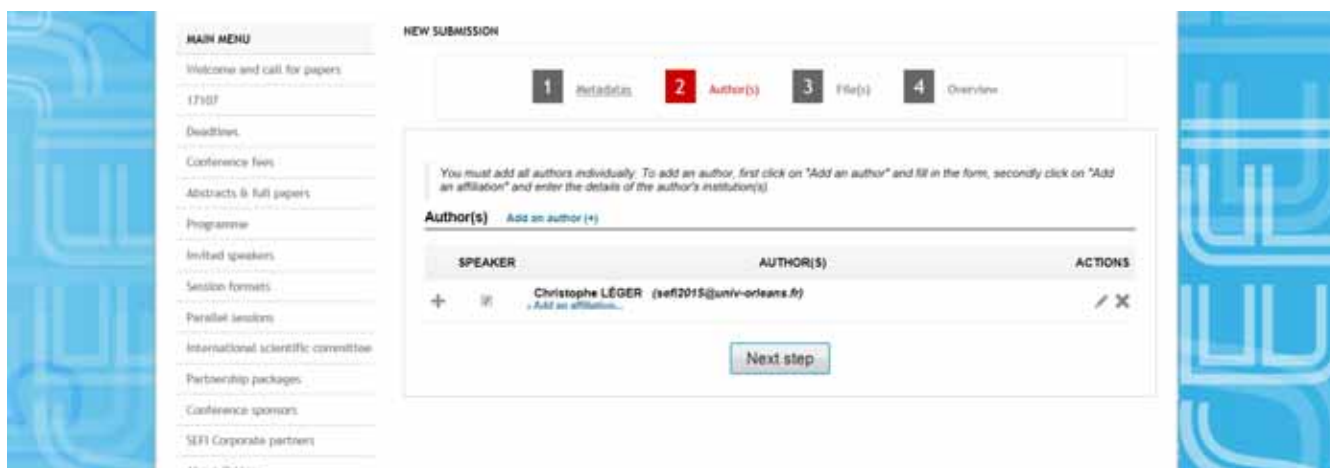 MAIN MENU
Welcome and call for papers
17107
Deadlines
Conference fees
Abstracts & full papers
Programme
Invited speakers
Session formats
Parallel sessions
International scientific committee
Partnership packages
Conference sponsors
SEFI Corporate partners
NEW SUBMISSION
1 Metadatas 2 Author(s) 3 File(s) 4 Overview
You must add all authors individually. To add an author, first click on "Add an author" and fill in the form, secondly click on "Add
an affiliation" and enter the details of the author's institution(s)
Author(s) Add an author (+)
SPEAKER AUTHOR(S) ACTIONS
Christophe LÉGER (sefi2015@univ-orleans.fr)
Add an affiliation...
Next step